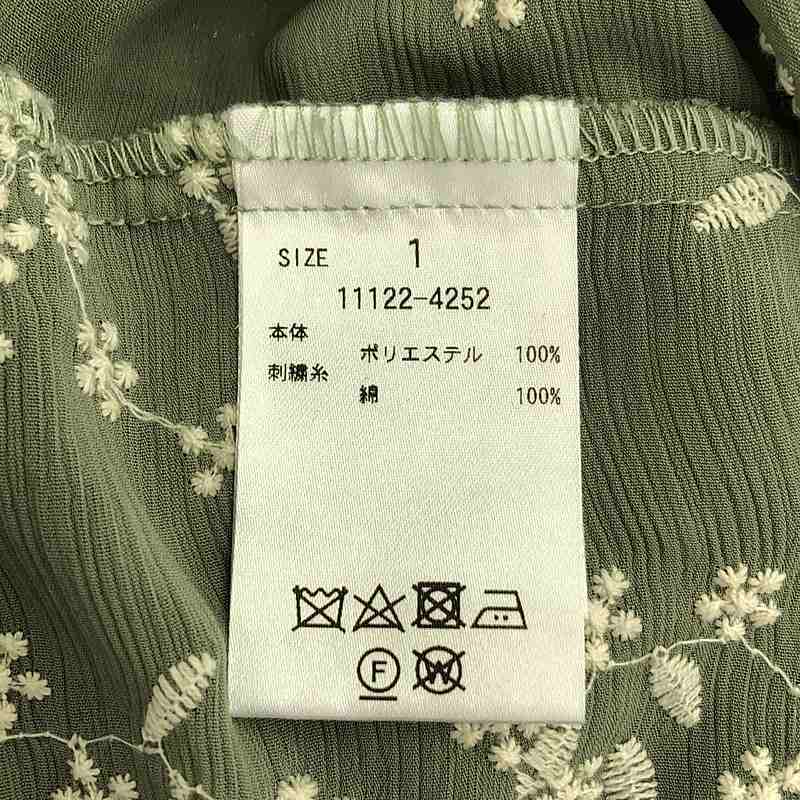 SIZE 1
11122-4252
本体
ポリエステル 100%
刺繍糸
綿 100%
F W